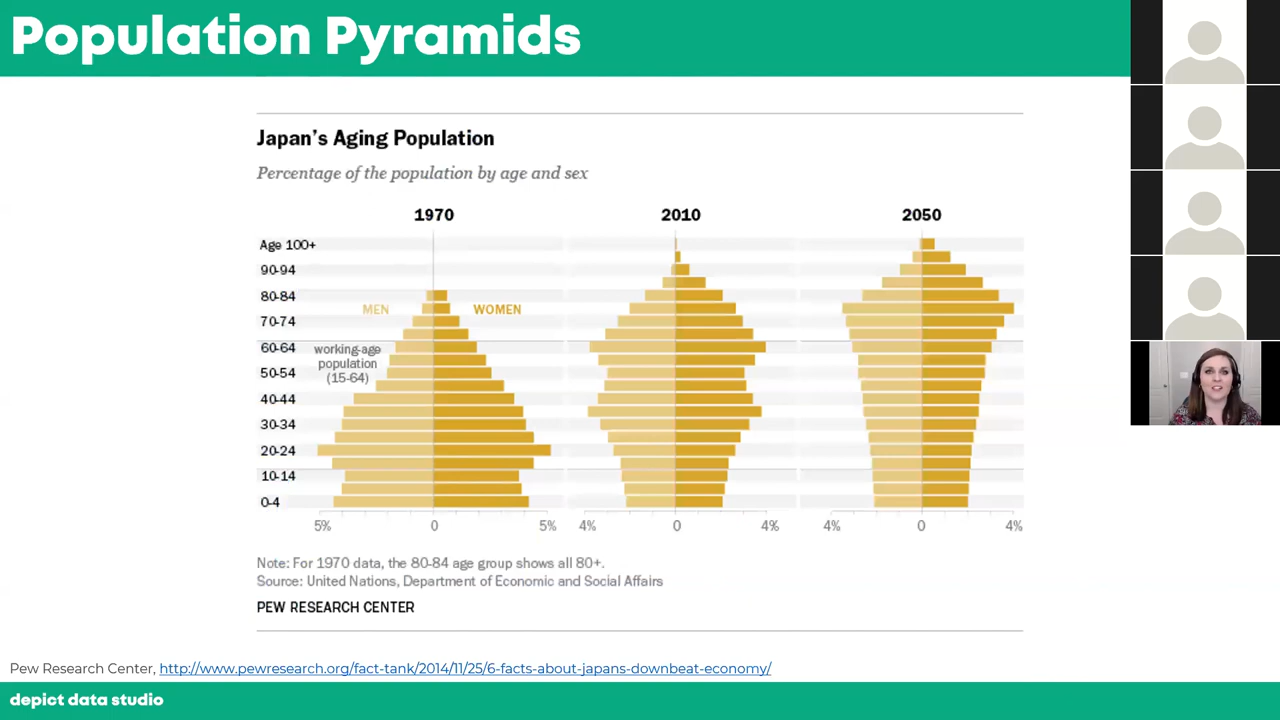 Population Pyramids
Japan's Aging Population
Percentage of the population by age and sex
1970 2010 2050
Age 100+
90-94
80-84
MEN WOMEN
70-74
60-64
working-age
population
(15-64)
50-54
40-44
30-34
20-24
10-14
0-4
5% 0 5% 4% 0 4% 4% 0 4%
Note: For 1970 data, the 80-84 age group shows all 80+.
Source: United Nations, Department of Economic and Social Affairs
PEW RESEARCH CENTER
Pew Research Center, http://www.pewresearch.org/fact-tank/2014/11/25/6-facts-about-japans-downbeat-economy/
depict data studio